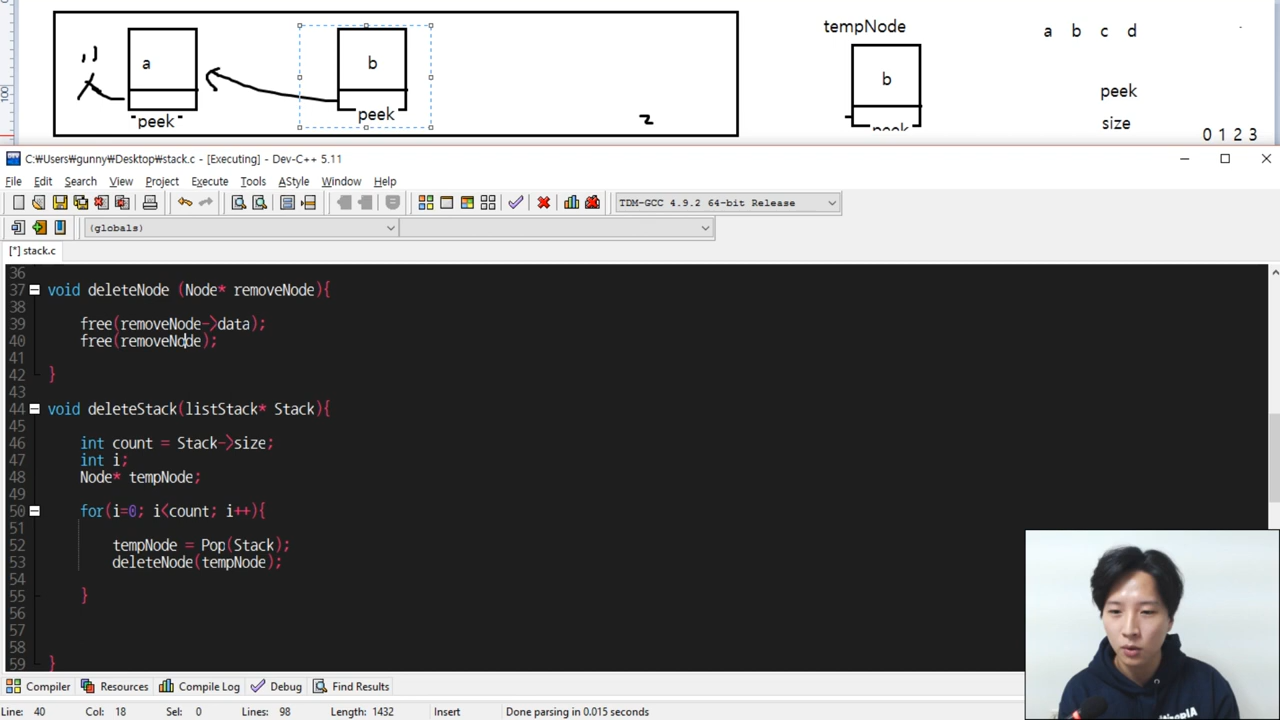 tempNode
a b c d
a
b
b
peek
peek
peek
peek
size
0 1 2 3
2
100
C:₩Users₩gunny₩Desktop₩stack.c - [Executing] - Dev-C++ 5.11
File Edit Search View Project Execute Tools AStyle Window Help
TDM-GCC 4.9.2 64-bit Release
(globals)
[*] stack.c
36
37 void deleteNode (Node* removeNode){
38
39 free(removeNode->data);
40 free(removeNode);
41
42 }
43
44 void deleteStack(listStack* Stack){
45
46 int count = Stack->size;
47 int i;
48 Node* tempNode;
49
50 for(i=0; i<count; i++){
51
52 tempNode = Pop(Stack);
53 deleteNode(tempNode);
54
55 }
56
57
58
59 }
Compiler Resources Compile Log Debug Find Results
Line: 40 Col: 18 Sel: 0 Lines: 98 Length: 1432 Insert Done parsing in 0.015 seconds